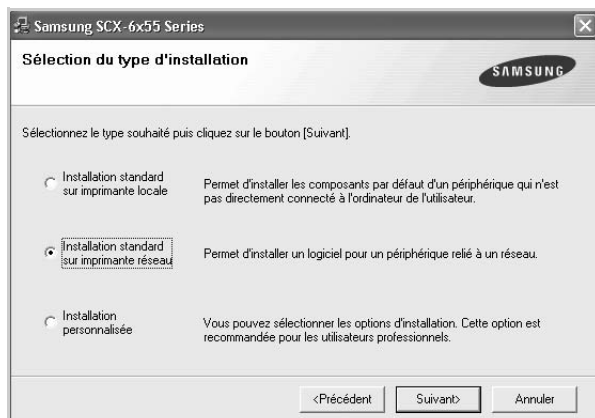 Samsung SCX-6x55 Series
Sélection du type d'installation
SAMSUNG
Sélectionnez le type souhaité puis cliquez sur le bouton [Suivant].
Installation standard
sur imprimante locale
Permet d'installer les composants par défaut d'un périphérique qui n'est
pas directement connecté à l'ordinateur de l'utilisateur.
Installation standard
sur imprimante réseau
Permet d'installer un logiciel pour un périphérique relié à un réseau.
Installation
personnalisée
Vous pouvez sélectionner les options d'installation. Cette option est
recommandée pour les utilisateurs professionnels.
<Précédent
Suivant>
Annuler